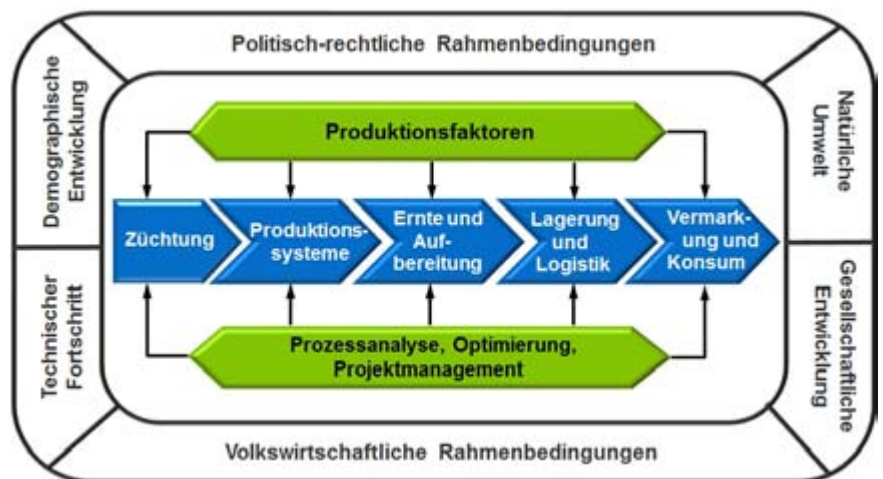 Politisch-rechtliche Rahmenbedingungen
Demographische
Entwicklung
Natürliche
Umwelt
Produktionsfaktoren
Züchtung
Produktions-
systeme
Ernte und
Auf-
bereitung
Lagerung
und
Logistik
Vermark-
ung und
Konsum
Technischer
Fortschritt
Gesellschaftliche
Entwicklung
Prozessanalyse, Optimierung,
Projektmanagement
Volkswirtschaftliche Rahmenbedingungen